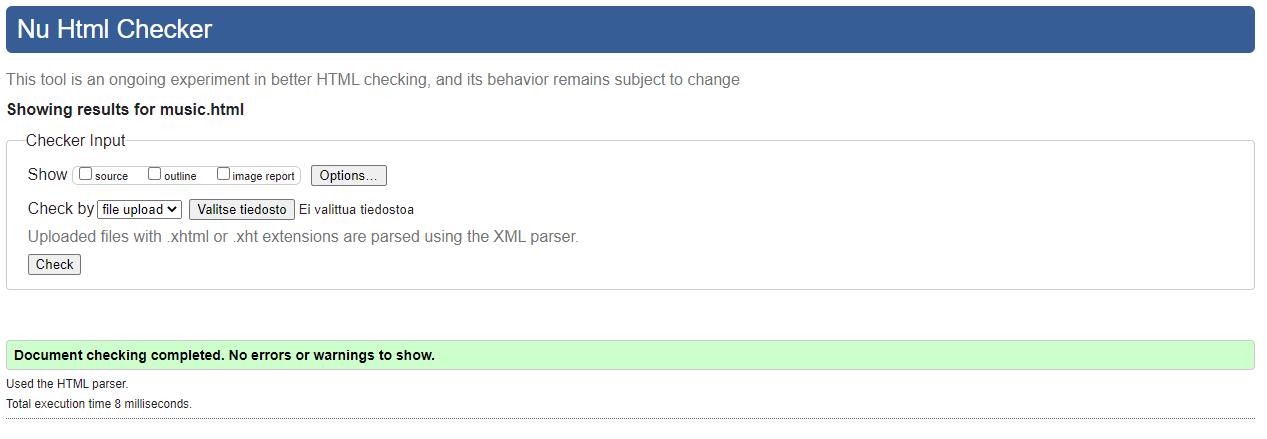 Nu Html Checker
This tool is an ongoing experiment in better HTML checking, and its behavior remains subject to change
Showing results for music.html
Checker Input
Show source outline image report Options...
Check by file upload Valitse tiedosto Ei valittua tiedostoa
Uploaded files with .xhtml or .xht extensions are parsed using the XML parser.
Check
Document checking completed. No errors or warnings to show.
Used the HTML parser.
Total execution time 8 milliseconds.